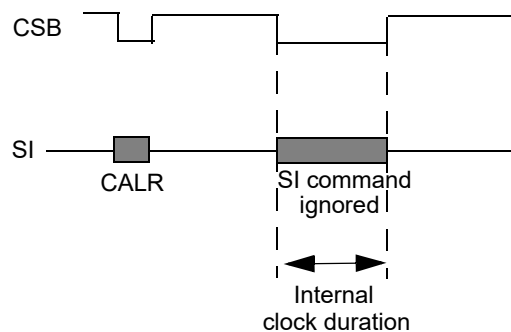 CSB
SI
CALR
SI command
ignored
Internal
clock duration